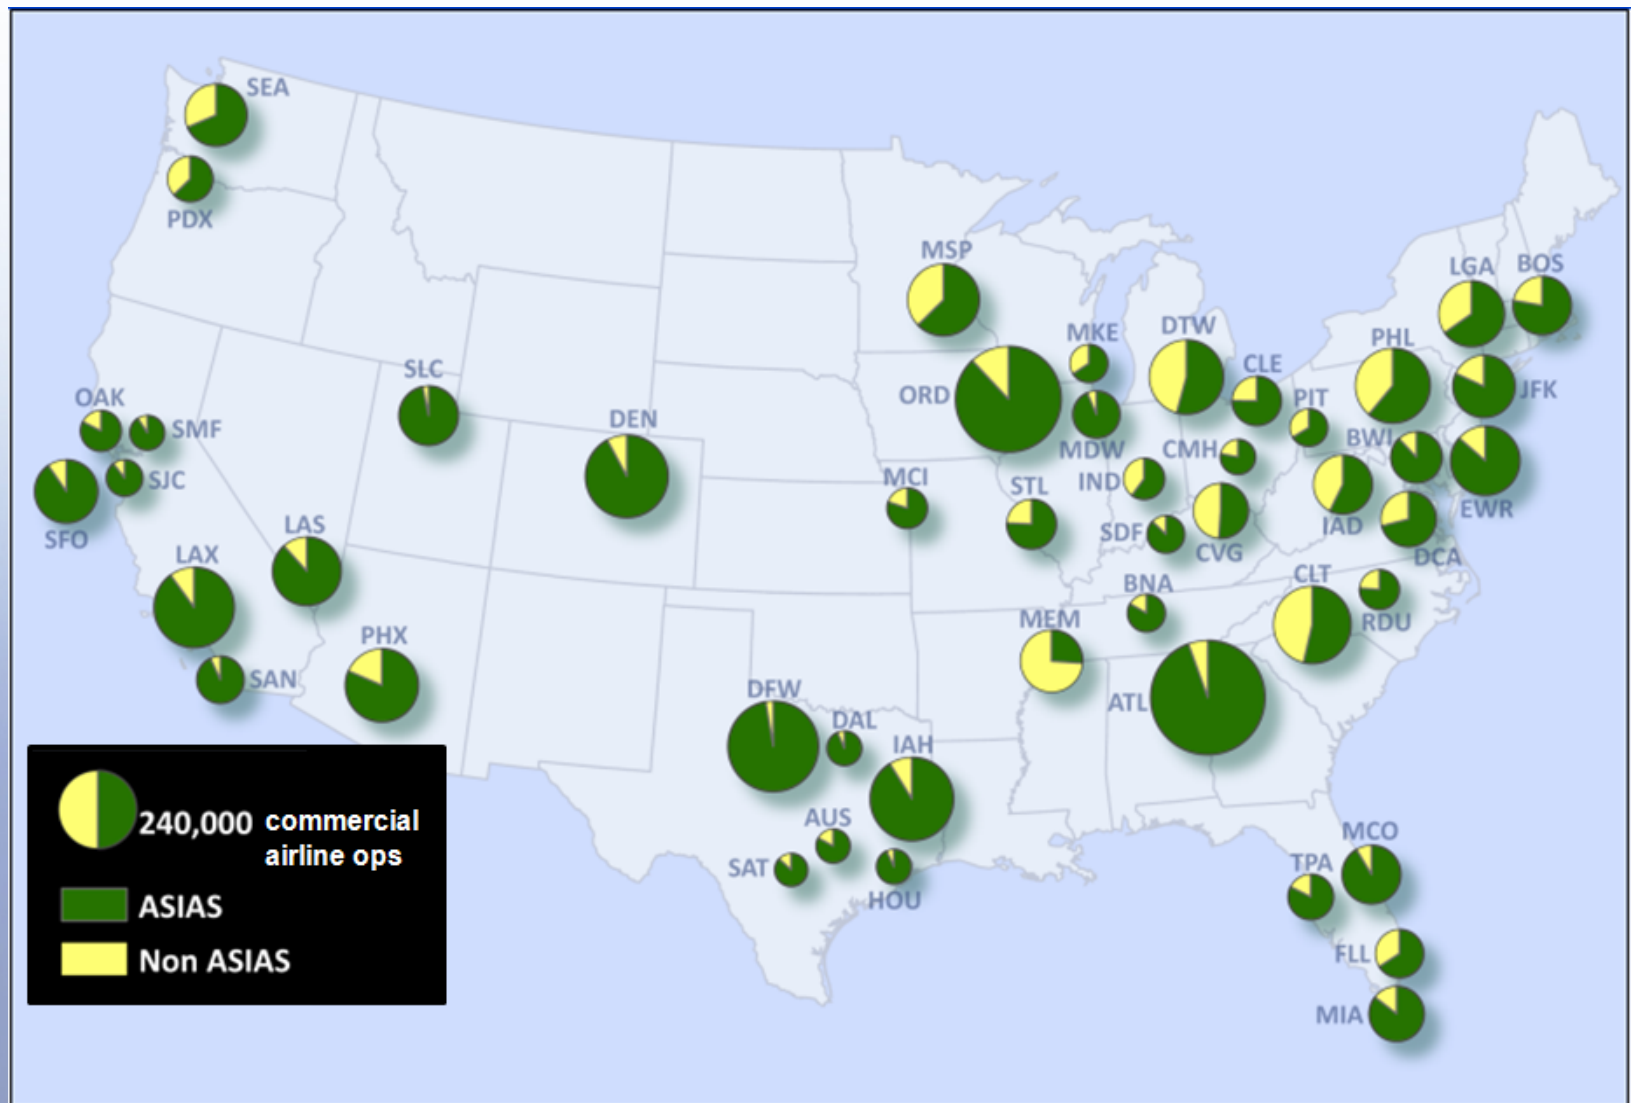 SEA
PDX
MSP
LGA
BOS
MKE
DTW
PHL
CLE
SLC
ORD
JFK
OAK
PIT
DEN
SMF
BWI
MDW
CMH
MCI
IND
SJC
STL
EWR
LAS
IAD
SDF
SFO
CVG
LAX
DCA
CLT
BNA
MEM
RDU
PHX
SAN
DFW
ATL
DAL
IAH
AUS
MCO
TPA
SAT
HOU
FLL
MIA
240,000 commercial
airline ops
ASIAS
Non ASIAS